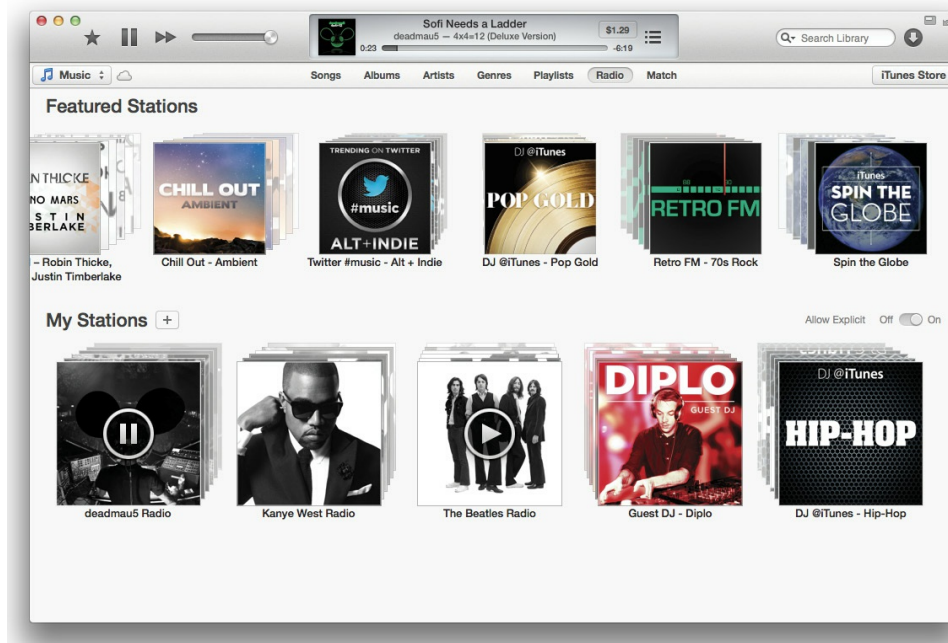 Sofi Needs a Ladder
deadmau5 — 4x4=12 (Deluxe Version)
0:23
-6:19
$1.29
Search Library
Music
Songs
Albums
Artists
Genres
Playlists
Radio
Match
iTunes Store
Featured Stations
N THICKE
NO MARS
S T I N
BERLAKE
CHILL OUT
AMBIENT
TRENDING ON TWITTER
#music
ALT+INDIE
DJ @iTunes
POP GOLD
RETRO FM
iTunes
SPIN THE
GLOBE
– Robin Thicke,
Justin Timberlake
Chill Out - Ambient
Twitter #music - Alt + Indie
DJ @iTunes - Pop Gold
Retro FM - 70s Rock
Spin the Globe
My Stations +
Allow Explicit Off On
DIPLO
GUEST DJ
DJ @iTunes
HIP-HOP
deadmau5 Radio
Kanye West Radio
The Beatles Radio
Guest DJ - Diplo
DJ @iTunes - Hip-Hop